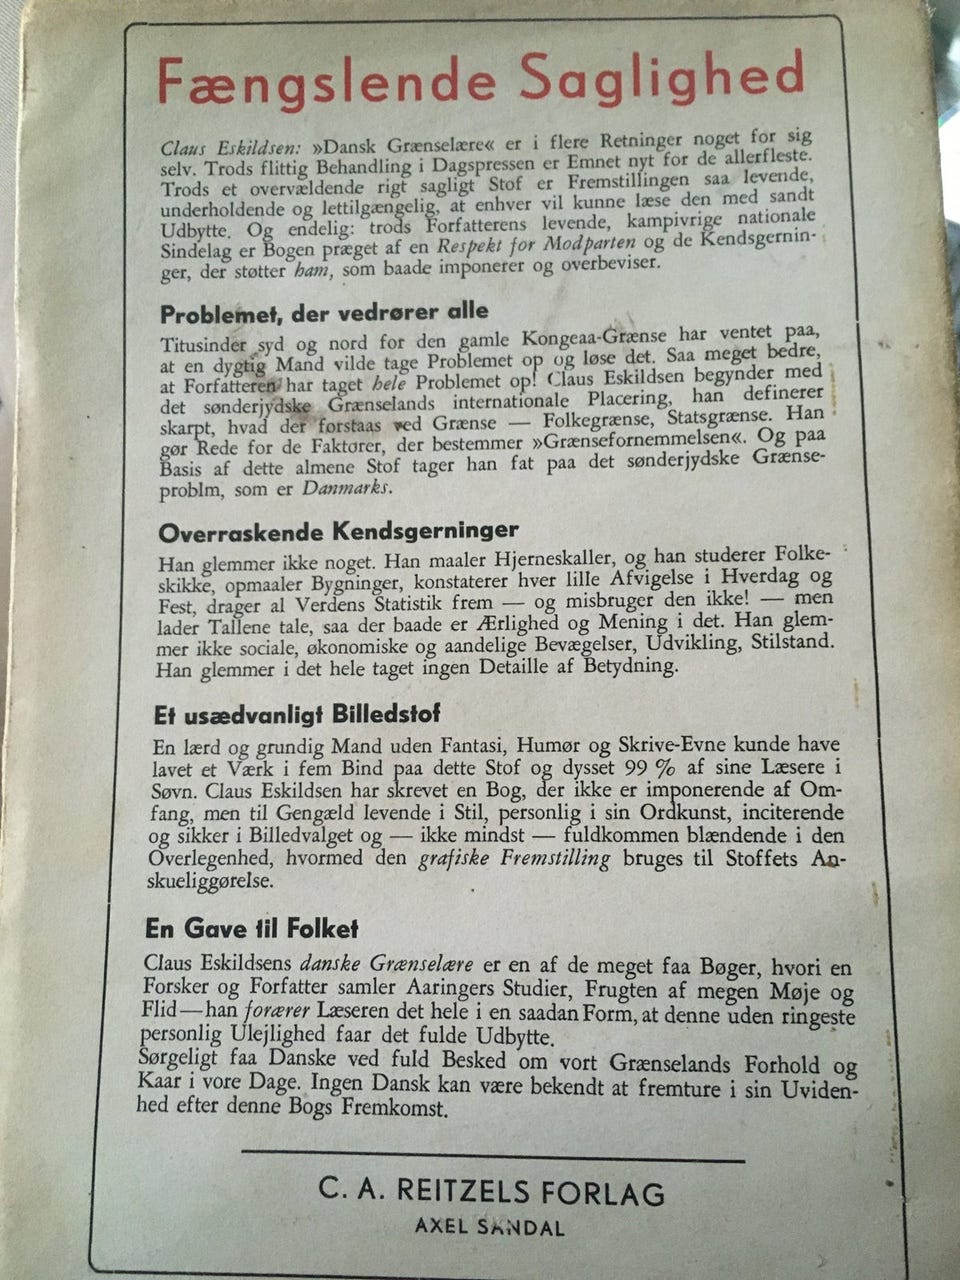 Fængslende Saglighed
Claus Eskildsen: »Dansk Grænselære« er i flere Retninger noget for sig
selv. Trods flittig Behandling i Dagspressen er Emnet nyt for de allerfleste.
Trods et overvældende rigt sagligt Stof er Fremstillingen saa levende,
underholdende og lettilgængelig, at enhver vil kunne læse den med sandt
Udbytte. Og endelig: trods Forfatterens levende, kampivrige nationale
Sindelag er Bogen præget af en Respekt for Modparten og de Kendsgernin-
ger, der støtter ham, som baade imponerer og overbeviser.
Problemet, der vedrører alle
Titusinder syd og nord for den gamle Kongeaa-Grænse har ventet paa,
at en dygtig Mand vilde tage Problemet op og løse det. Saa meget bedre,
at Forfatteren har taget hele Problemet op! Claus Eskildsen begynder med
det sønderjydske Grænselands internationale Placering, han definerer
skarpt, hvad der forstaas ved Grænse — Folkegrænse, Statsgrænse. Han
gør Rede for de Faktorer, der bestemmer »Grænsefornemmelsen«. Og paa
Basis af dette almene Stof tager han fat paa det sønderjydske Grænse-
problm, som er Danmarks.
Overraskende Kendsgerninger
Han glemmer ikke noget. Han maaler Hjerneskaller, og han studerer Folke-
skikke, opmaaler Bygninger, konstaterer hver lille Afvigelse i Hverdag og
Fest, drager al Verdens Statistik frem — og misbruger den ikke! — men
lader Tallene tale, saa der baade er Ærlighed og Mening i det. Han glem-
mer ikke sociale, økonomiske og aandelige Bevægelser, Udvikling, Stilstand.
Han glemmer i det hele taget ingen Detaille af Betydning.
Et usædvanligt Billedstof
En lærd og grundig Mand uden Fantasi, Humør og Skrive-Evne kunde have
lavet et Værk i fem Bind paa dette Stof og dysset 99 % af sine Læsere i
Søvn. Claus Eskildsen har skrevet en Bog, der ikke er imponerende af Om-
fang, men til Gengæld levende i Stil, personlig i sin Ordkunst, inciterende
og sikker i Billedvalget og — ikke mindst — fuldkommen blændende i den
Overlegenhed, hvormed den grafiske Fremstilling bruges til Stoffets An-
skueliggørelse.
En Gave til Folket
Claus Eskildsens danske Grænselære er en af de meget faa Bøger, hvori en
Forsker og Forfatter samler Aaringers Studier, Frugten af megen Møje og
Flid — han forærer Læseren det hele i en saadan Form, at denne uden ringeste
personlig Ulejlighed faar det fulde Udbytte.
Sørgeligt faa Danske ved fuld Besked om vort Grænselands Forhold og
Kaar i vore Dage. Ingen Dansk kan være bekendt at fremture i sin Uviden-
hed efter denne Bogs Fremkomst.
C. A. REITZELS FORLAG
AXEL SANDAL